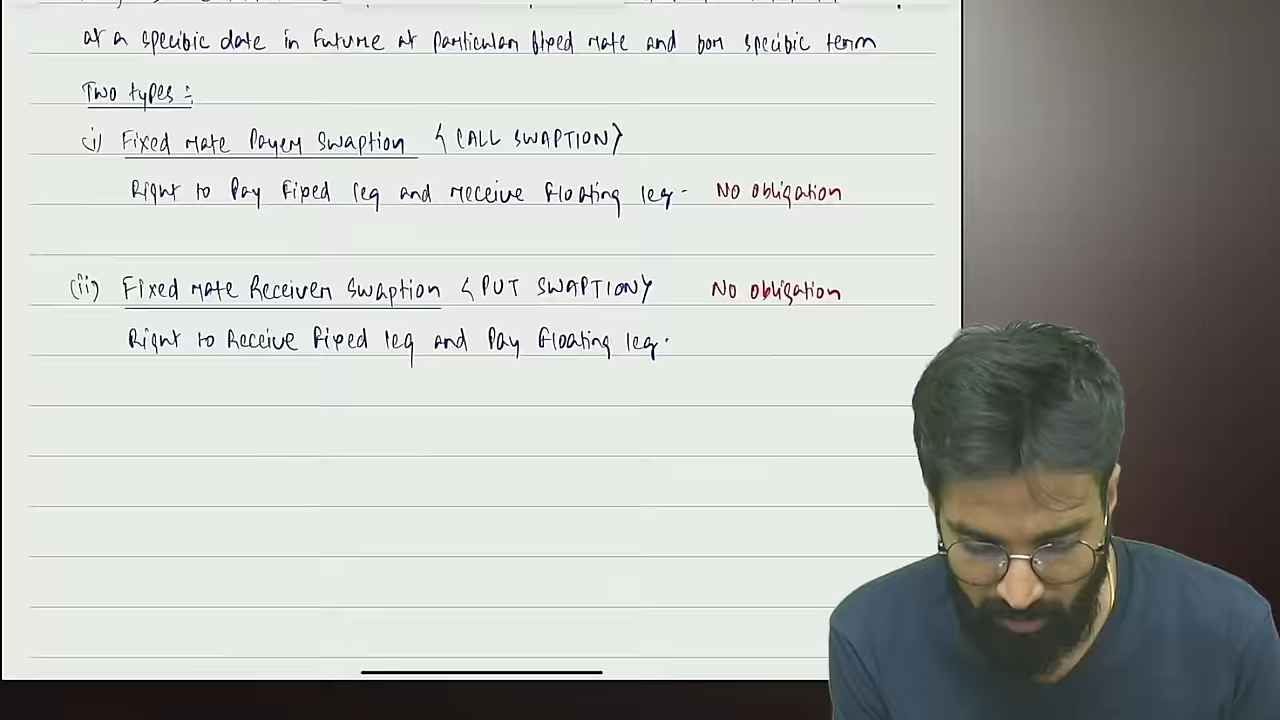 at a specific date in future at particular fixed rate and for specific term
Two types :
(i) Fixed rate Payer Swaption {CALL SWAPTION}
Right to Pay Fixed leg and receive floating leg. No obligation
(ii) Fixed rate Receiver Swaption {PUT SWAPTION} No obligation
Right to Receive Fixed leg and Pay floating leg.